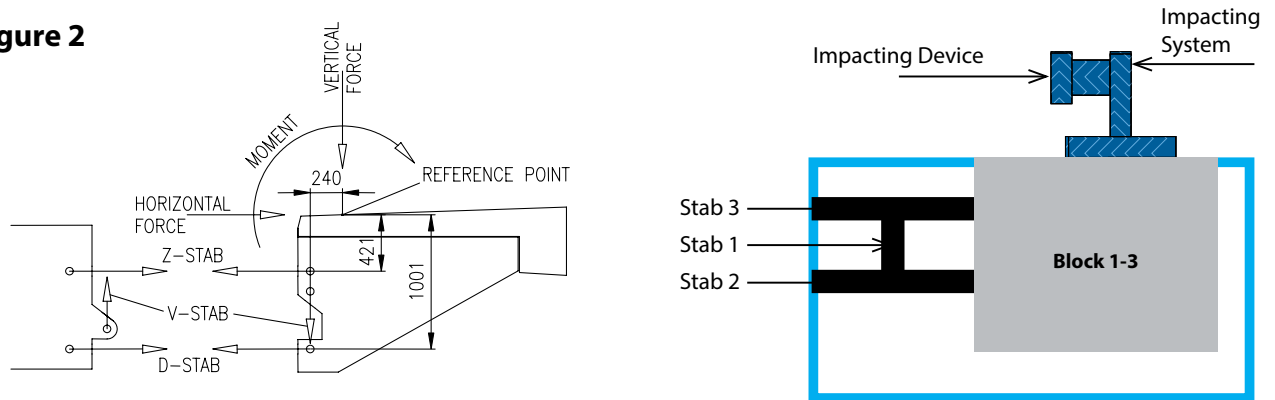 gure 2
VERTICAL
FORCE
MOMENT
240
REFERENCE POINT
HORIZONTAL
FORCE
Z-STAB
421
1001
V-STAB
D-STAB
Impacting
System
Impacting Device
Stab 3
Stab 1
Stab 2
Block 1-3